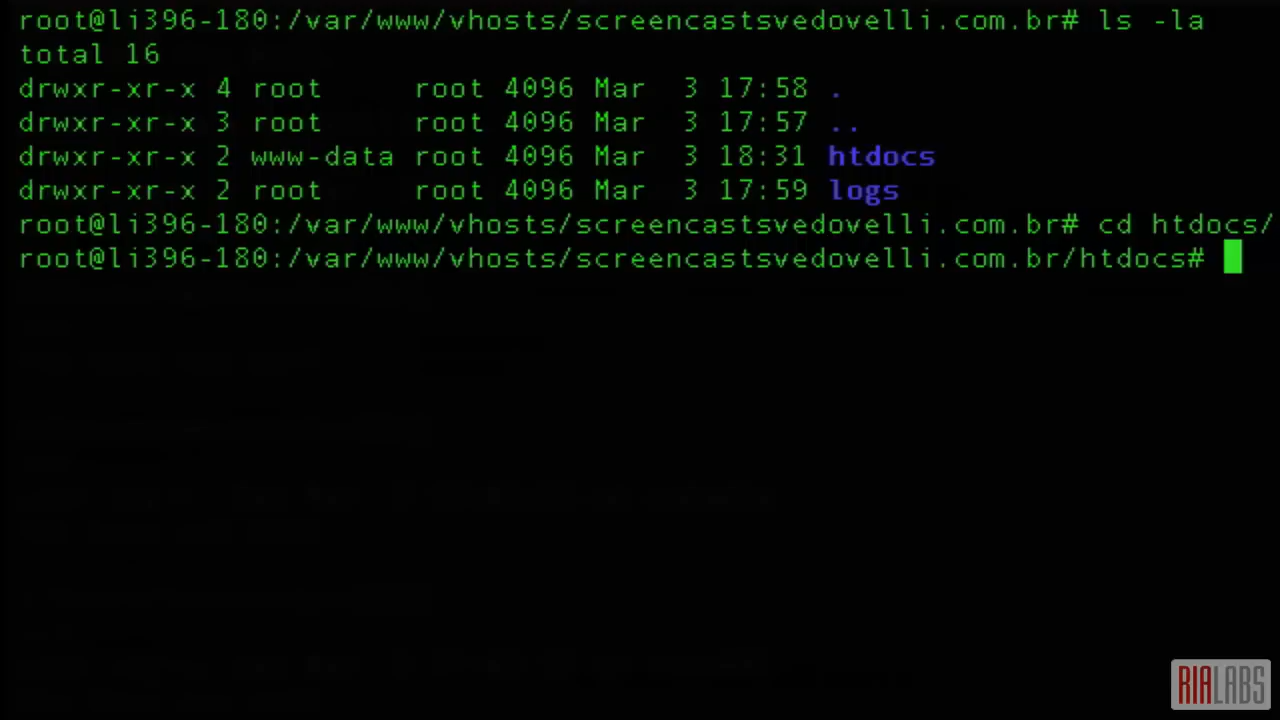 root@li396-180:/var/www/vhosts/screencastsvedovelli.com.br# ls -la
total 16
drwxr-xr-x 4 root     root 4096 Mar  3 17:58 .
drwxr-xr-x 3 root     root 4096 Mar  3 17:57 ..
drwxr-xr-x 2 www-data root 4096 Mar  3 18:31 htdocs
drwxr-xr-x 2 root     root 4096 Mar  3 17:59 logs
root@li396-180:/var/www/vhosts/screencastsvedovelli.com.br# cd htdocs/
root@li396-180:/var/www/vhosts/screencastsvedovelli.com.br/htdocs#
RIALABS